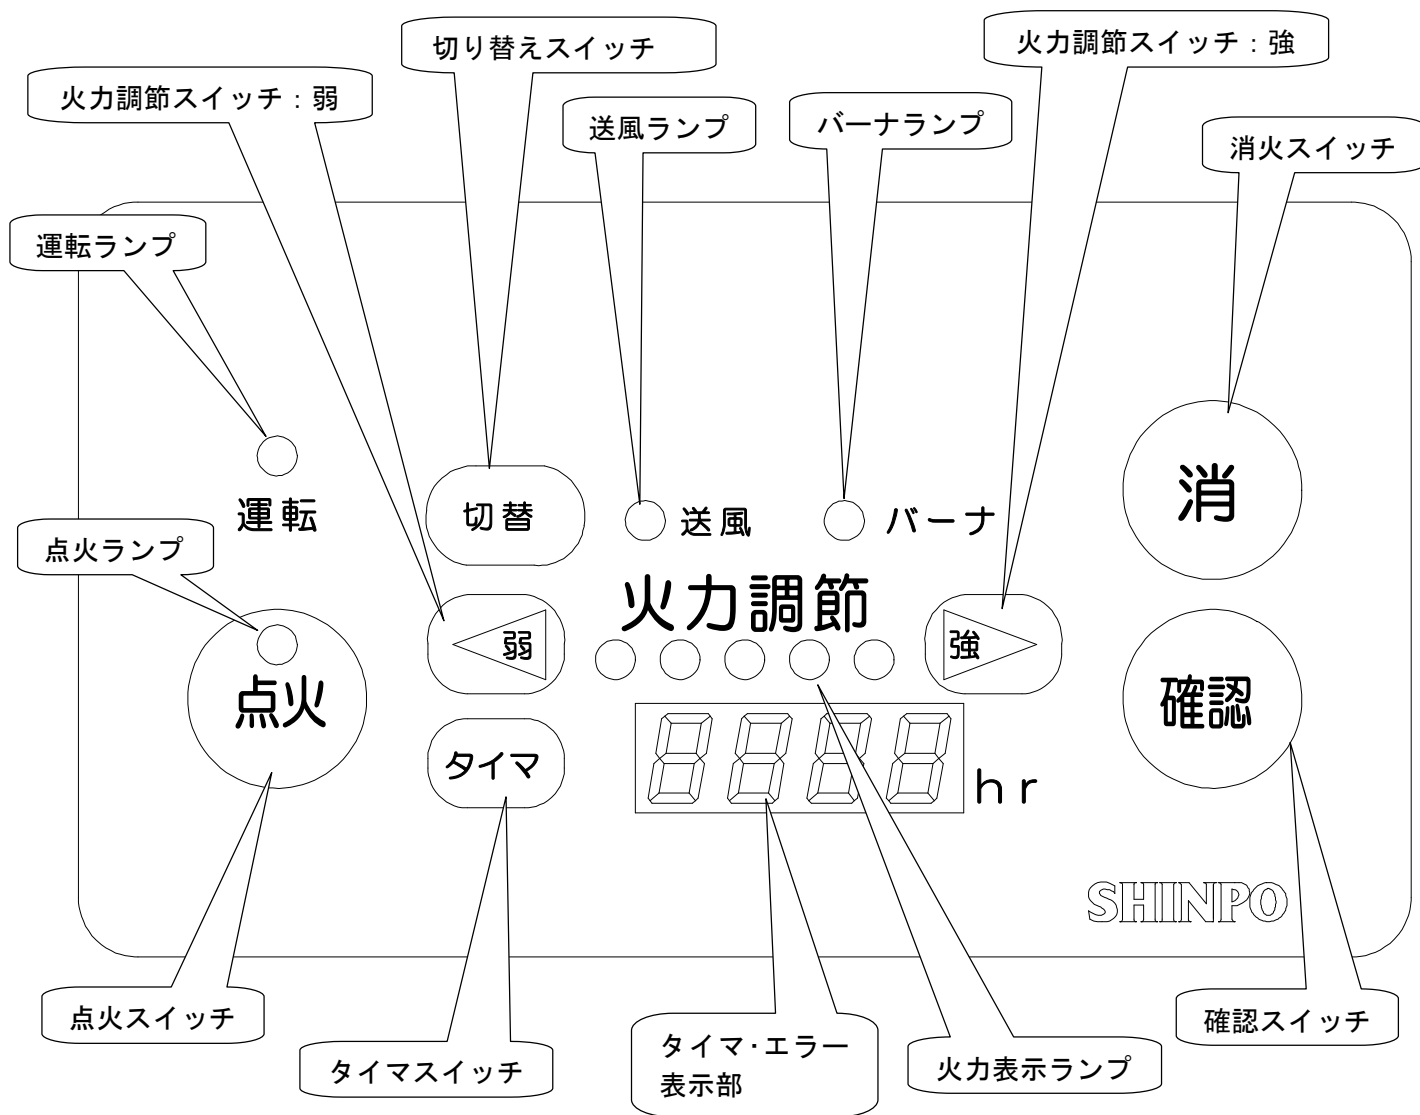 切り替えスイッチ
火力調節スイッチ：強
火力調節スイッチ：弱
送風ランプ
バーナランプ
消火スイッチ
運転ランプ
運転
切替
送風
バーナ
消
点火ランプ
火力調節
弱
強
点火
確認
タイマ
8888
hr
SHINPO
点火スイッチ
タイマスイッチ
タイマ・エラー
表示部
火力表示ランプ
確認スイッチ